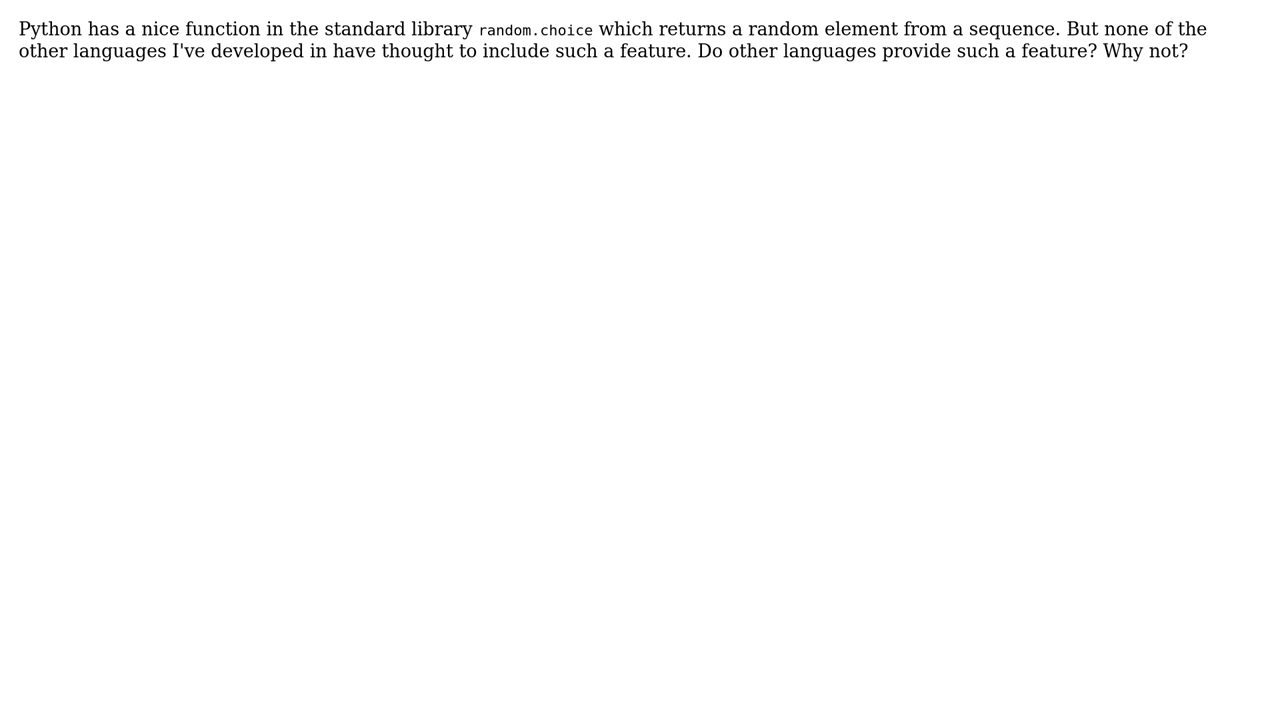 Python has a nice function in the standard library random.choice which returns a random element from a sequence. But none of the
other languages I've developed in have thought to include such a feature. Do other languages provide such a feature? Why not?